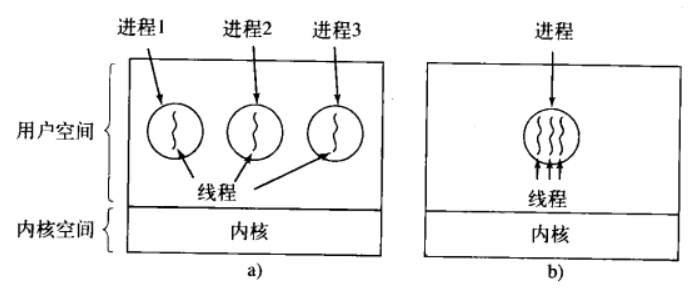 进程1 进程2 进程3 进程
用户空间
线程 线程
内核空间 内核 内核
a) b)